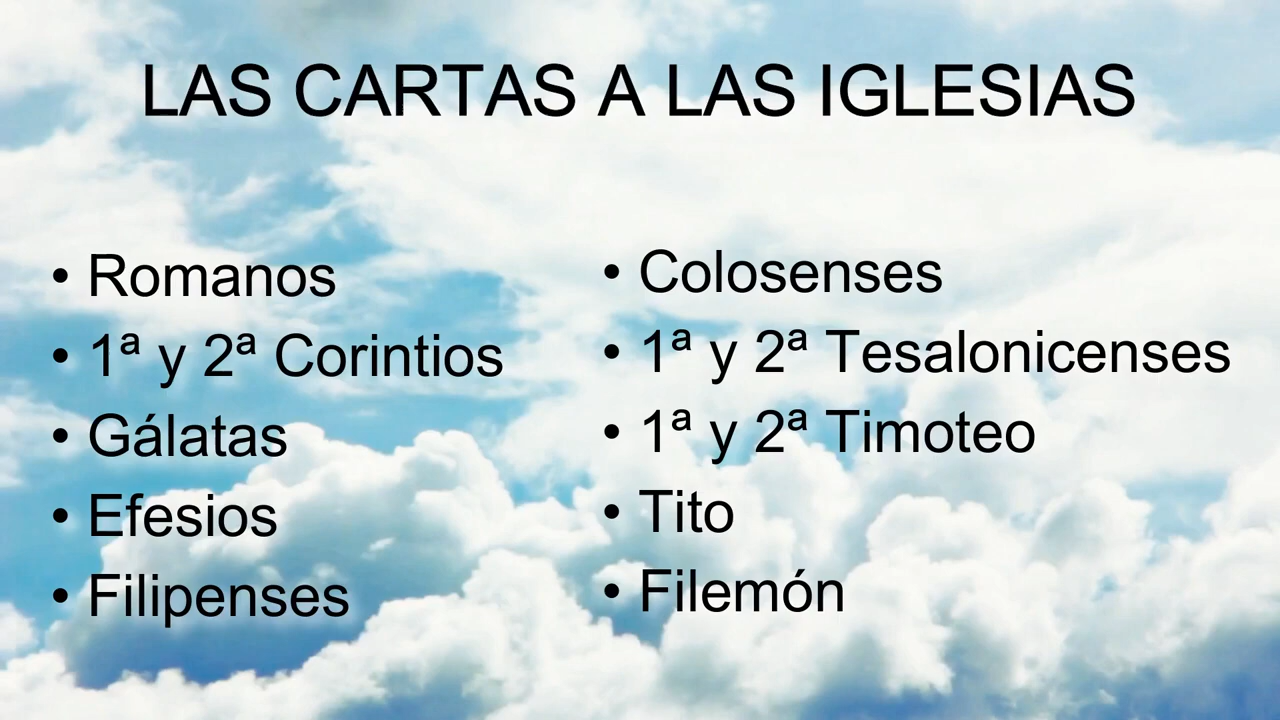 LAS CARTAS A LAS IGLESIAS
• Romanos
• 1ª y 2ª Corintios
• Gálatas
• Efesios
• Filipenses
• Colosenses
• 1ª y 2ª Tesalonicenses
• 1ª y 2ª Timoteo
• Tito
• Filemón